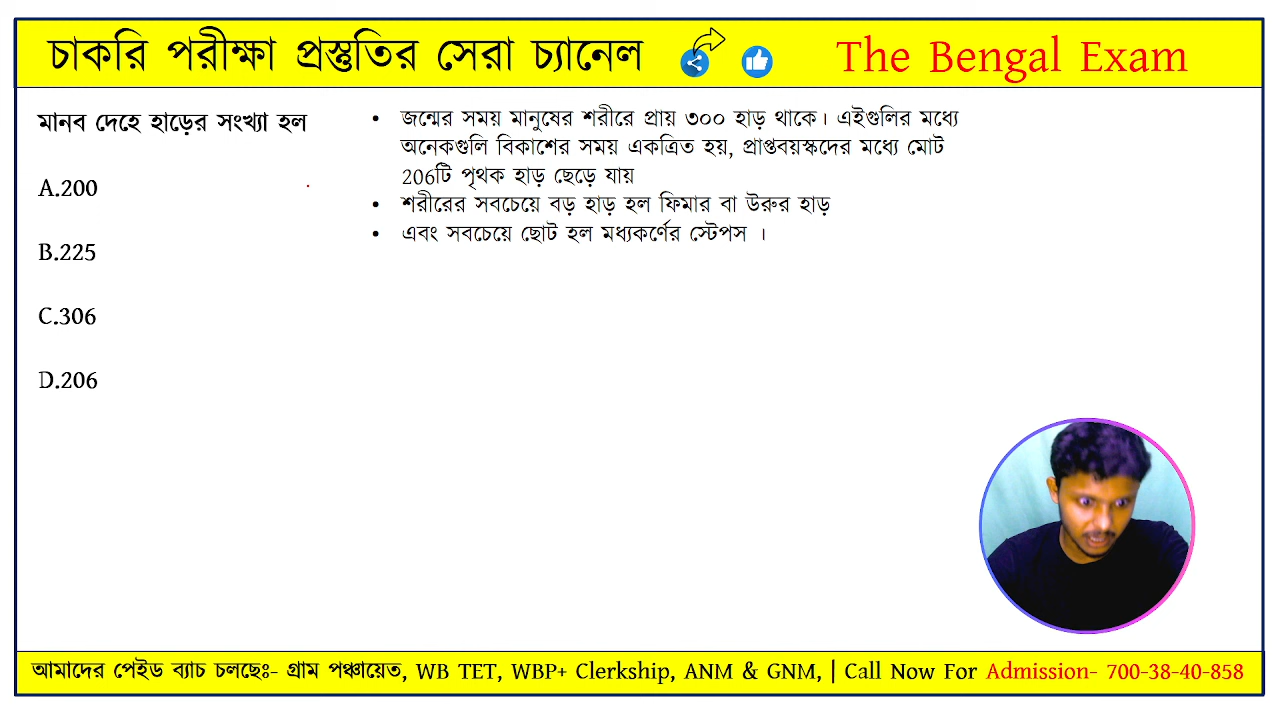 চাকরি পরীক্ষা প্রস্তুতির সেরা চ্যানেল The Bengal Exam
মানব দেহে হাড়ের সংখ্যা হল
A.200
B.225
C.306
D.206
• জন্মের সময় মানুষের শরীরে প্রায় ৩০০ হাড় থাকে। এইগুলির মধ্যে
অনেকগুলি বিকাশের সময় একত্রিত হয়, প্রাপ্তবয়স্কদের মধ্যে মোট
206টি পৃথক হাড় ছেড়ে যায়
• শরীরের সবচেয়ে বড় হাড় হল ফিমার বা উরুর হাড়
• এবং সবচেয়ে ছোট হল মধ্যকর্ণের স্টেপস ।
আমাদের পেইড ব্যাচ চলছেঃ- গ্রাম পঞ্চায়েত, WB TET, WBP+ Clerkship, ANM & GNM, | Call Now For Admission- 700-38-40-858